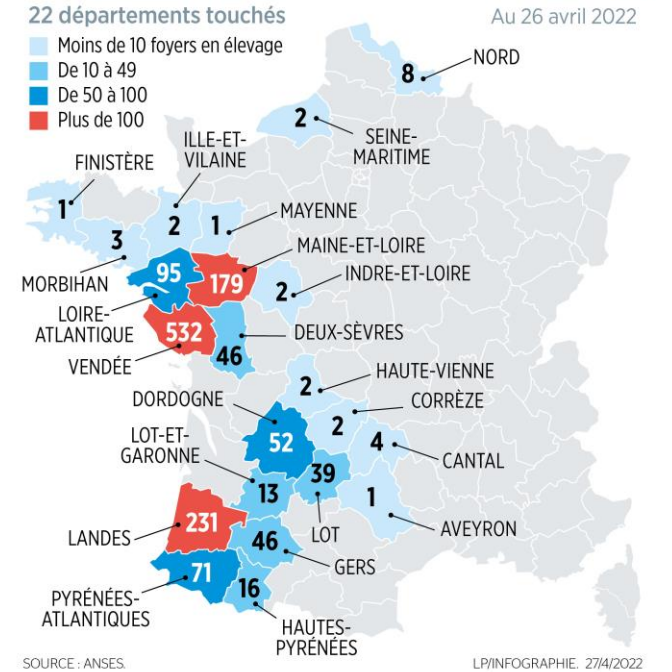 22 départements touchés
Au 26 avril 2022
Moins de 10 foyers en élevage
De 10 à 49
De 50 à 100
Plus de 100
8
NORD
2
SEINE-
MARITIME
ILLE-ET-
VILAINE
FINISTÈRE
1
3
2
1
MAYENNE
MAINE-ET-LOIRE
INDRE-ET-LOIRE
MORBIHAN
95
179
2
LOIRE-
ATLANTIQUE
532
46
DEUX-SÈVRES
VENDÉE
HAUTE-VIENNE
2
CORRÈZE
DORDOGNE
52
2
4
CANTAL
LOT-ET-
GARONNE
13
39
1
LOT
AVEYRON
LANDES
231
46
GERS
71
16
PYRÉNÉES-
ATLANTIQUES
HAUTES-
PYRÉNÉES
SOURCE : ANSES.
LP/INFOGRAPHIE. 27/4/2022